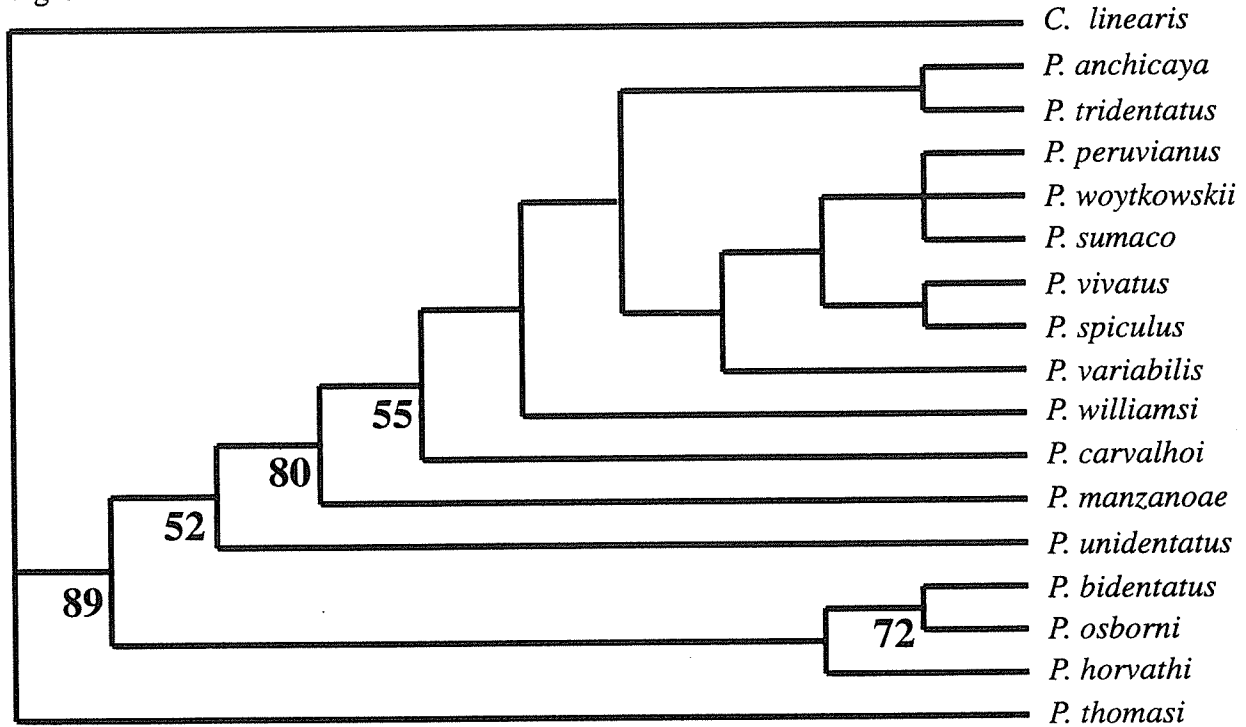 C. linearis
P. anchicaya
P. tridentatus
P. peruvianus
P. woytkowskii
P. sumaco
P. vivatus
P. spiculus
P. variabilis
P. williamsi
55
P. carvalhoi
80
P. manzanoae
52
P. unidentatus
P. bidentatus
89
72
P. osborni
P. horvathi
P. thomasi